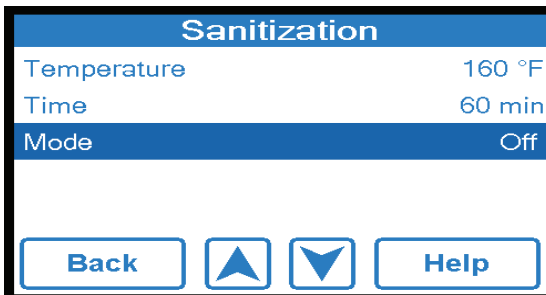 Sanitization
Temperature 160 °F
Time 60 min
Mode Off
Back Help